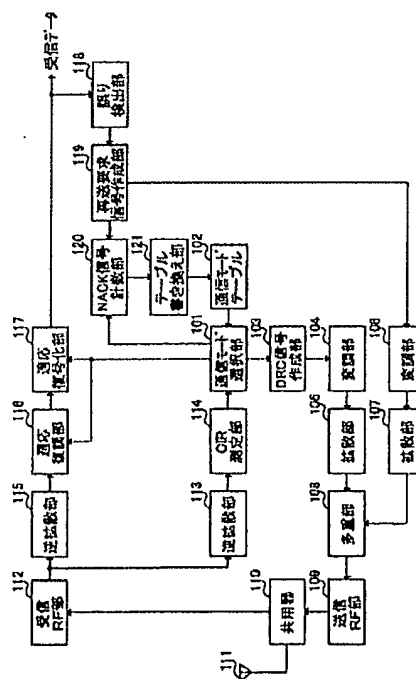 112
受信
RF部
115
逆拡散部
116
適応
復調部
117
適応
復号化部
受信データ
118
誤り
検出部
119
再送要求
信号作成部
120
NACK信号
計数部
121
テーブル
書き換え部
102
通信モード
テーブル
113
逆拡散部
114
CIR
測定部
101
通信モード
選択部
103
DRC信号
作成部
111
110
共用器
109
送信
RF部
108
多重部
105
拡散部
104
変調部
107
拡散部
106
変調部